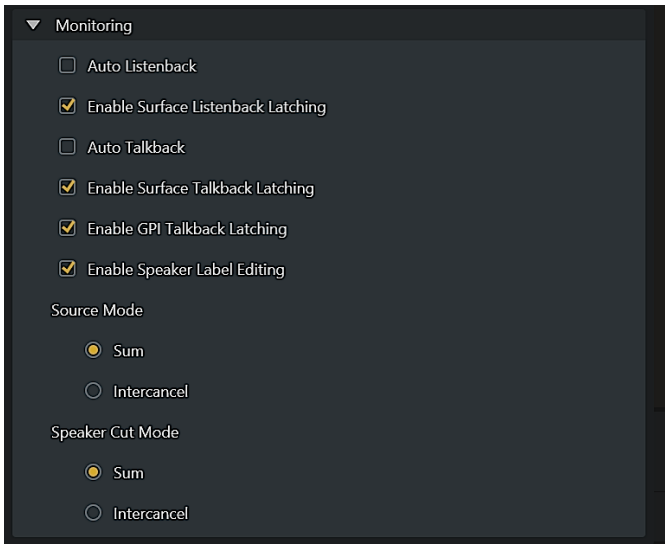 Monitoring
Auto Listenback
Enable Surface Listenback Latching
Auto Talkback
Enable Surface Talkback Latching
Enable GPI Talkback Latching
Enable Speaker Label Editing
Source Mode
Sum
Intercancel
Speaker Cut Mode
Sum
Intercancel